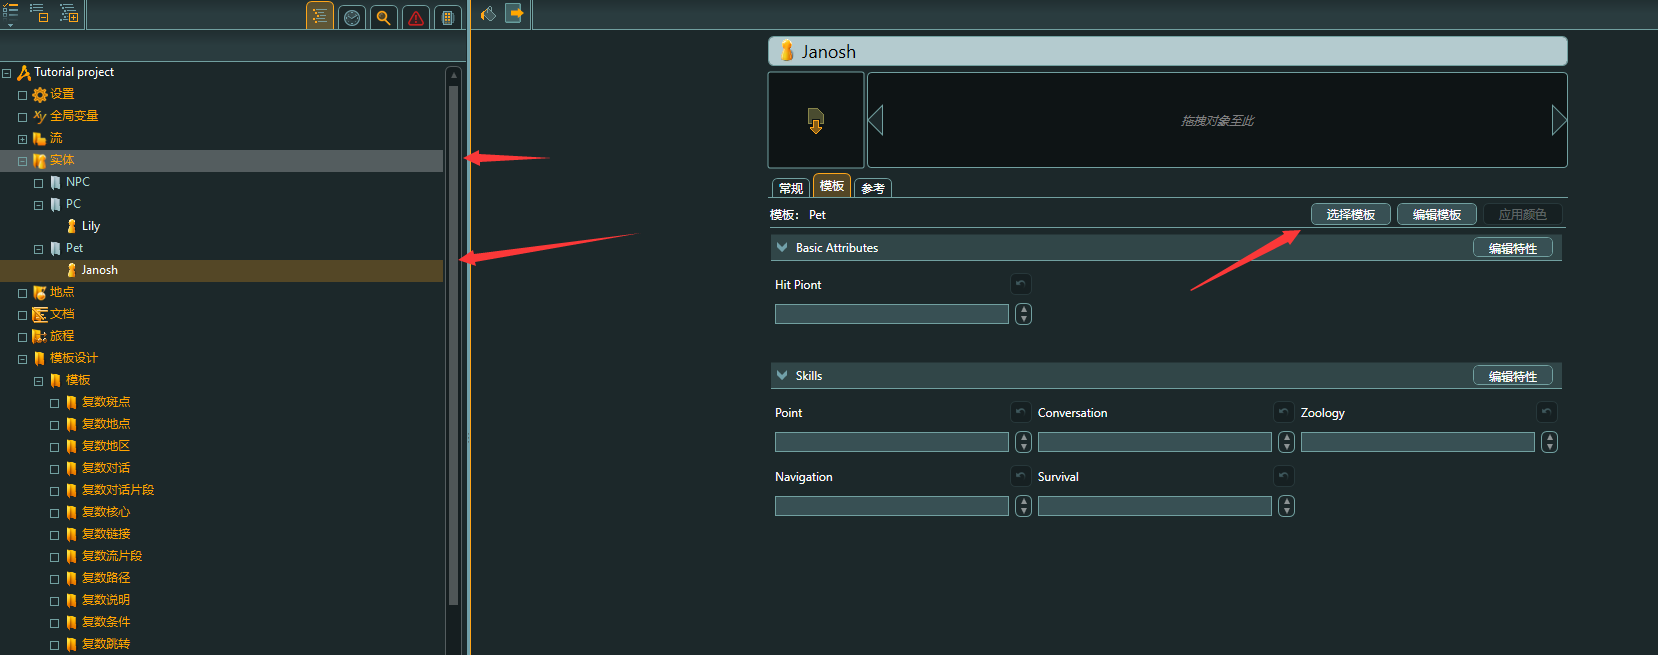 Tutorial project
设置
xy 全局变量
流
实体
NPC
PC
Lily
Pet
Janosh
地点
文档
旅程
模板设计
模板
复数斑点
复数地点
复数地区
复数对话
复数对话片段
复数核心
复数链接
复数流片段
复数路径
复数说明
复数条件
复数跳转
Janosh
拖拽对象至此
常规 模板 参考
模板： Pet 选择模板 编辑模板 应用颜色
Basic Attributes 编辑特性
Hit Piont
Skills 编辑特性
Point Conversation Zoology
Navigation Survival